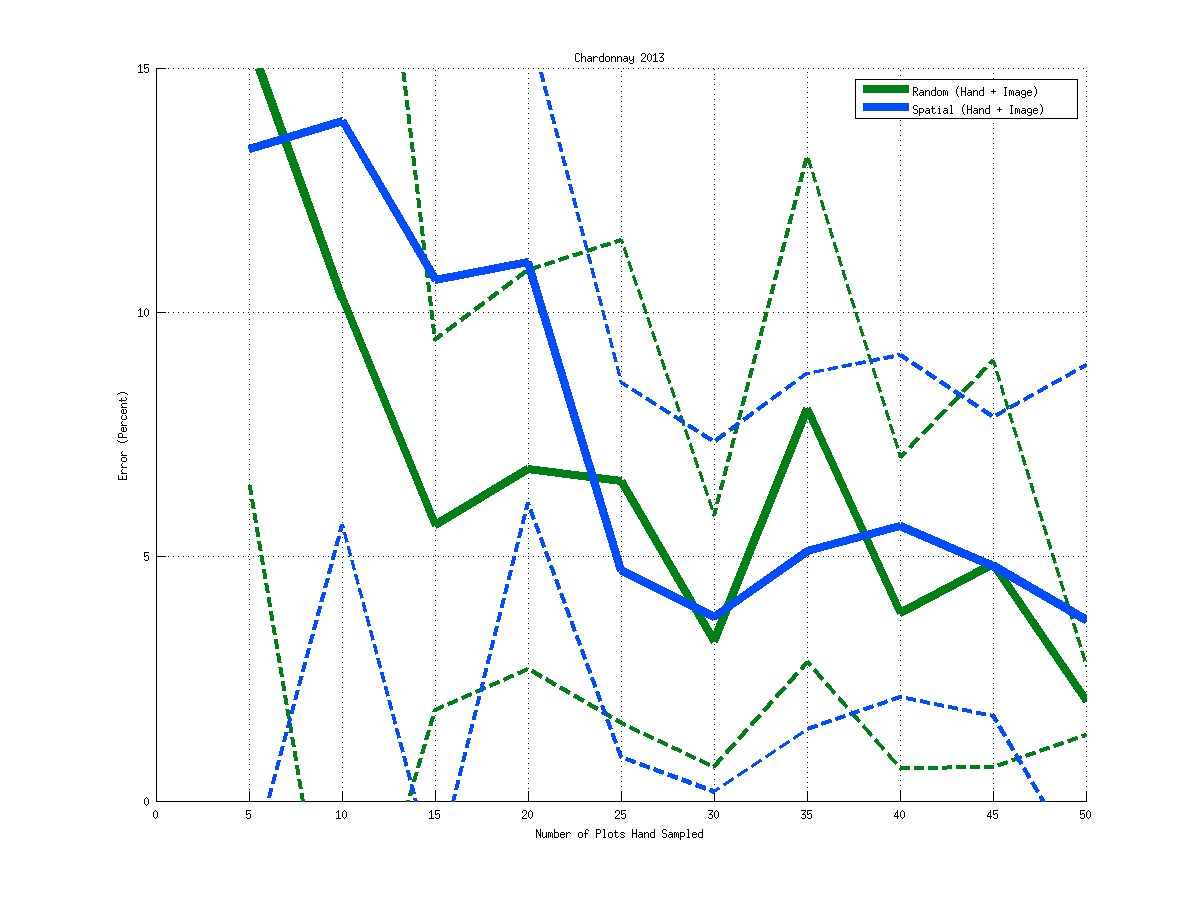 Chardonnay 2013
15
10
5
0
Error (Percent)
Random (Hand + Image)
Spatial (Hand + Image)
0 5 10 15 20 25 30 35 40 45 50
Number of Plots Hand Sampled